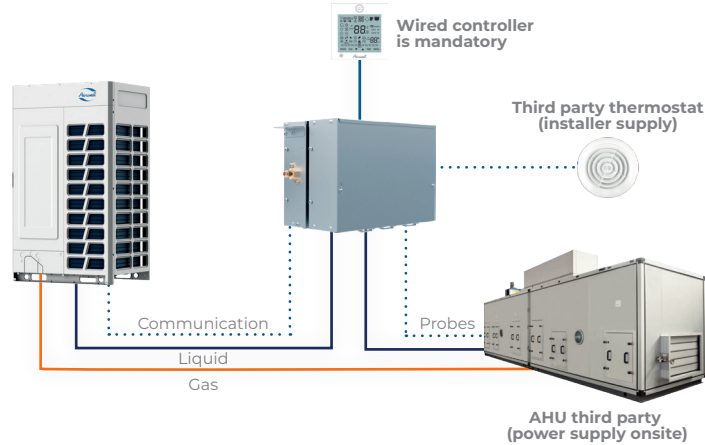 Wired controller
is mandatory
Third party thermostat
(installer supply)
Communication
Probes
Liquid
Gas
AHU third party
(power supply onsite)